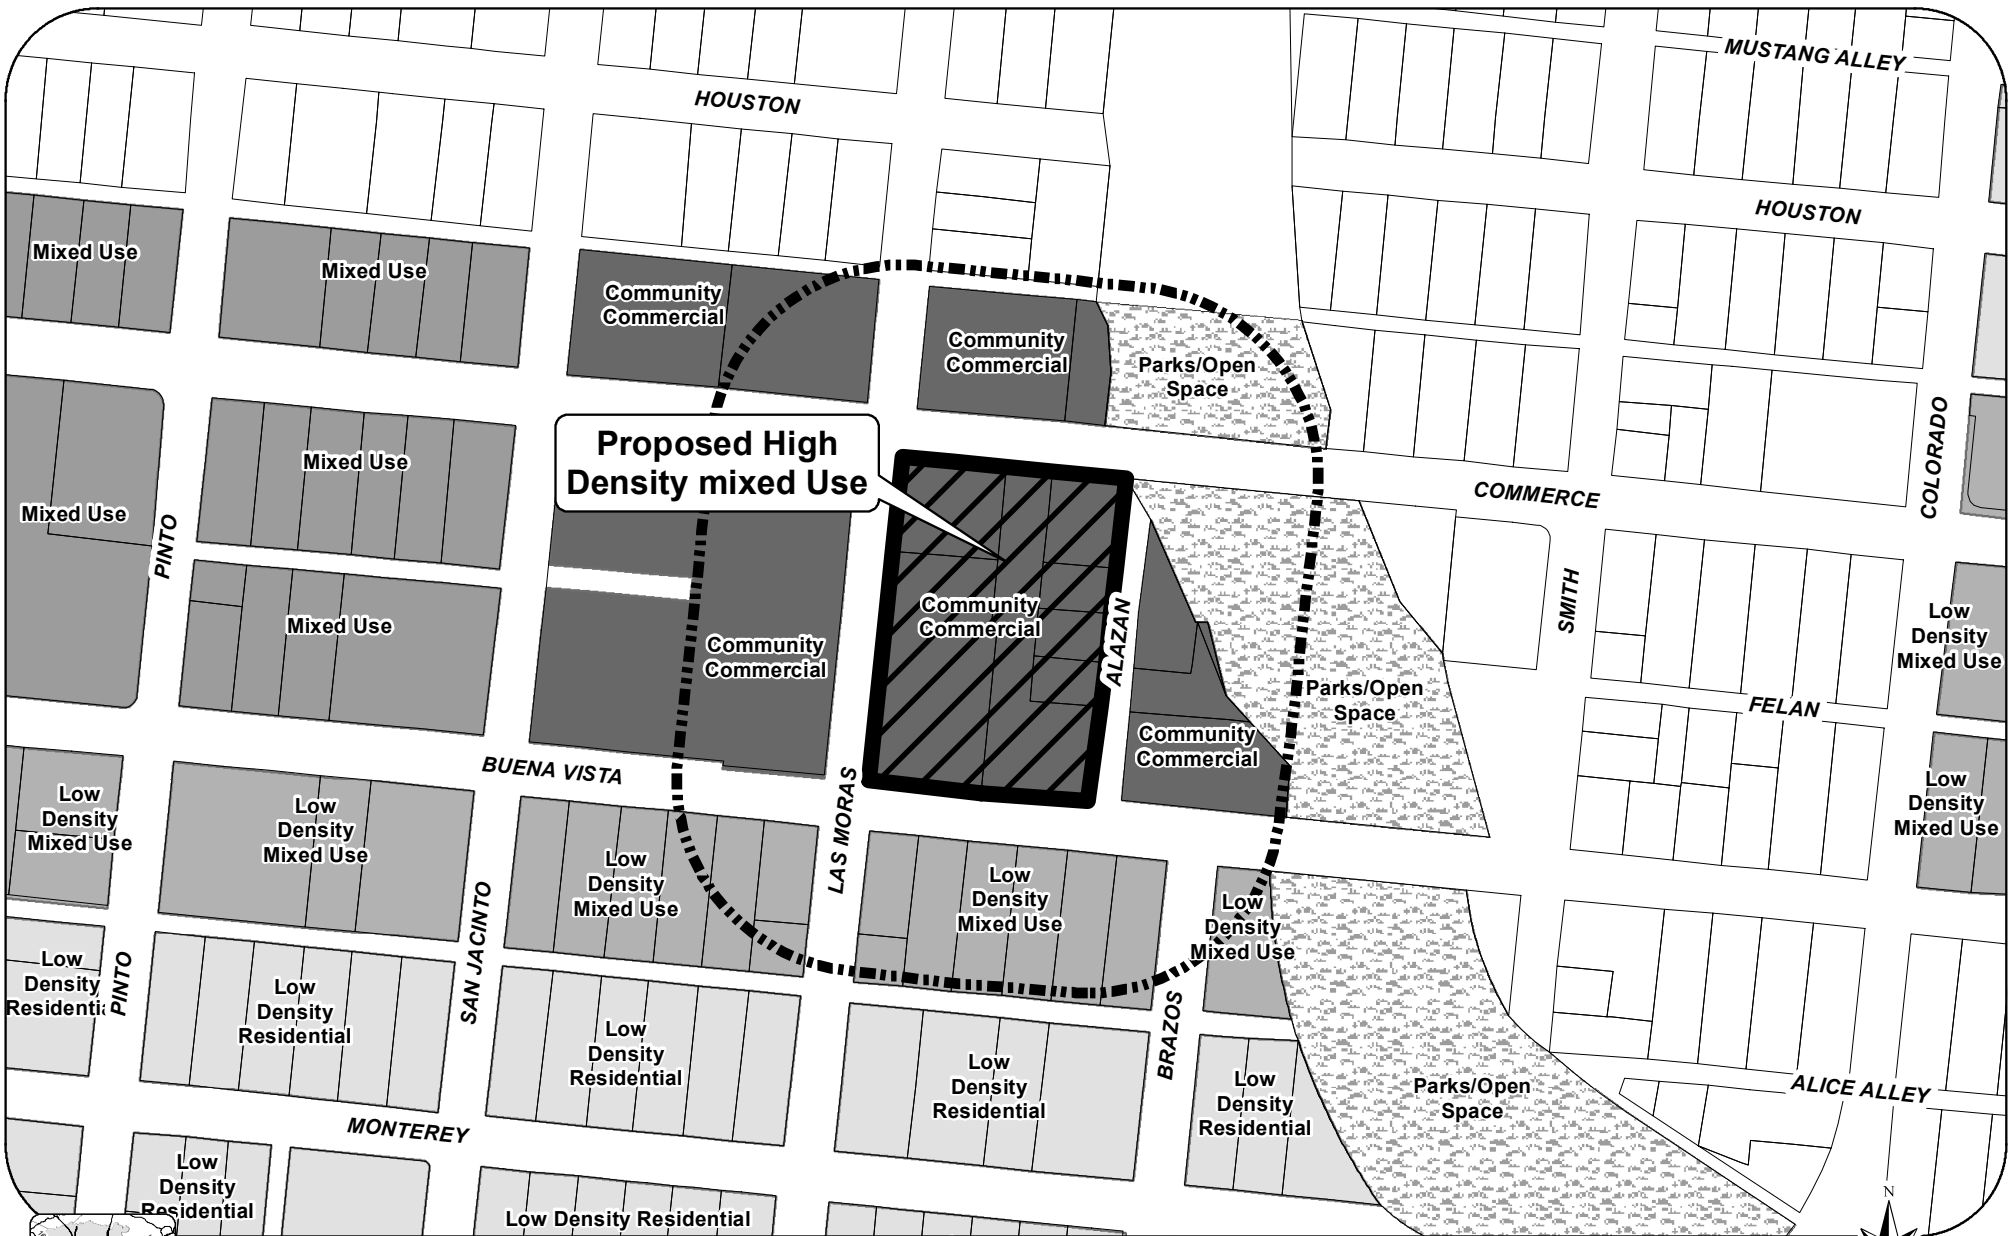 MUSTANG ALLEY
HOUSTON
HOUSTON
Mixed Use
Mixed Use
Community
Commercial
Community
Commercial
Parks/Open
Space
Proposed High
Density mixed Use
Mixed Use
Mixed Use
PINTO
COMMERCE
COLORADO
SMITH
Mixed Use
Community
Commercial
Community
Commercial
ALAZAN
Low
Density
Mixed Use
Parks/Open
Space
FELAN
Community
Commercial
BUENA VISTA
LAS MORAS
Low
Density
Mixed Use
Low
Density
Mixed Use
Low
Density
Mixed Use
Low
Density
Mixed Use
Low
Density
Mixed Use
Low
Density
Mixed Use
SAN JACINTO
PINTO
Low
Density
Low
Density
Residential
Low
Density
Residential
Low
Density
Residential
BRAZOS
Low
Density
Residential
Parks/Open
Space
ALICE ALLEY
MONTEREY
Low
Density
Residential
Low Density Residential
N